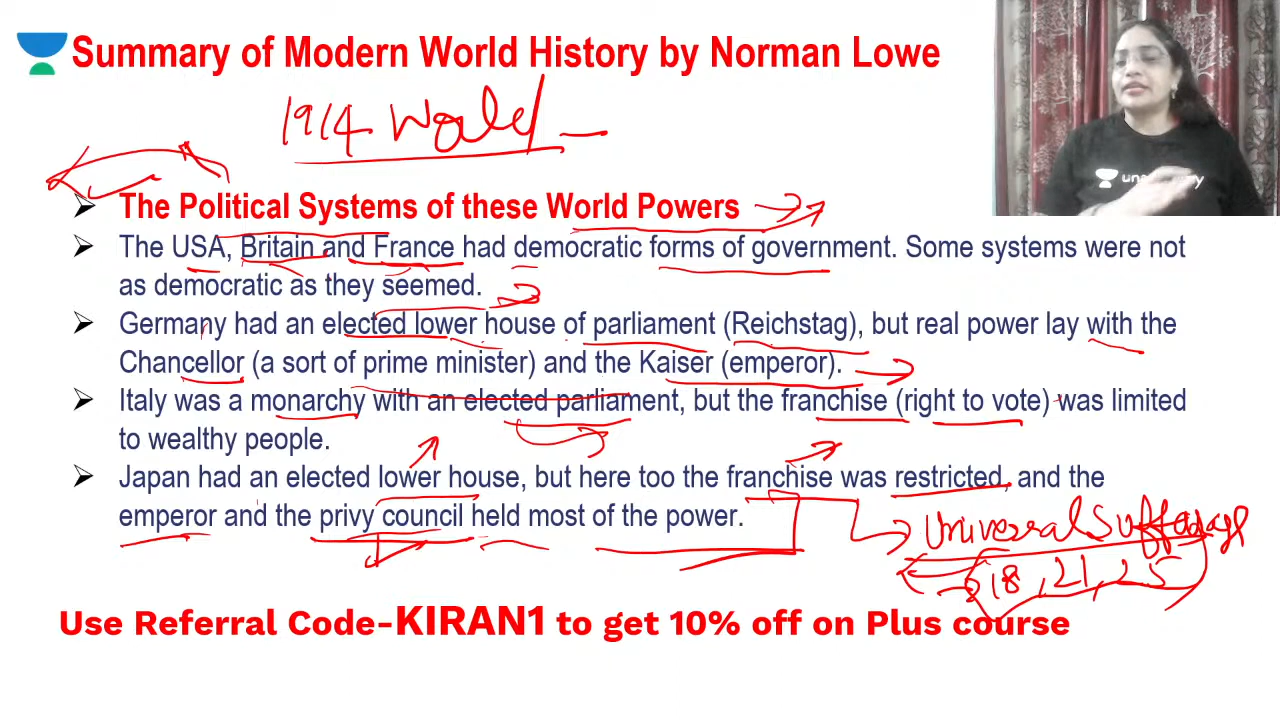 Summary of Modern World History by Norman Lowe
1914 World
The Political Systems of these World Powers
The USA, Britain and France had democratic forms of government. Some systems were not
as democratic as they seemed.
Germany had an elected lower house of parliament (Reichstag), but real power lay with the
Chancellor (a sort of prime minister) and the Kaiser (emperor).
Italy was a monarchy with an elected parliament, but the franchise (right to vote) was limited
to wealthy people.
Japan had an elected lower house, but here too the franchise was restricted, and the
emperor and the privy council held most of the power.
Universal
18, 21, 25
Use Referral Code-KIRAN1 to get 10% off on Plus course